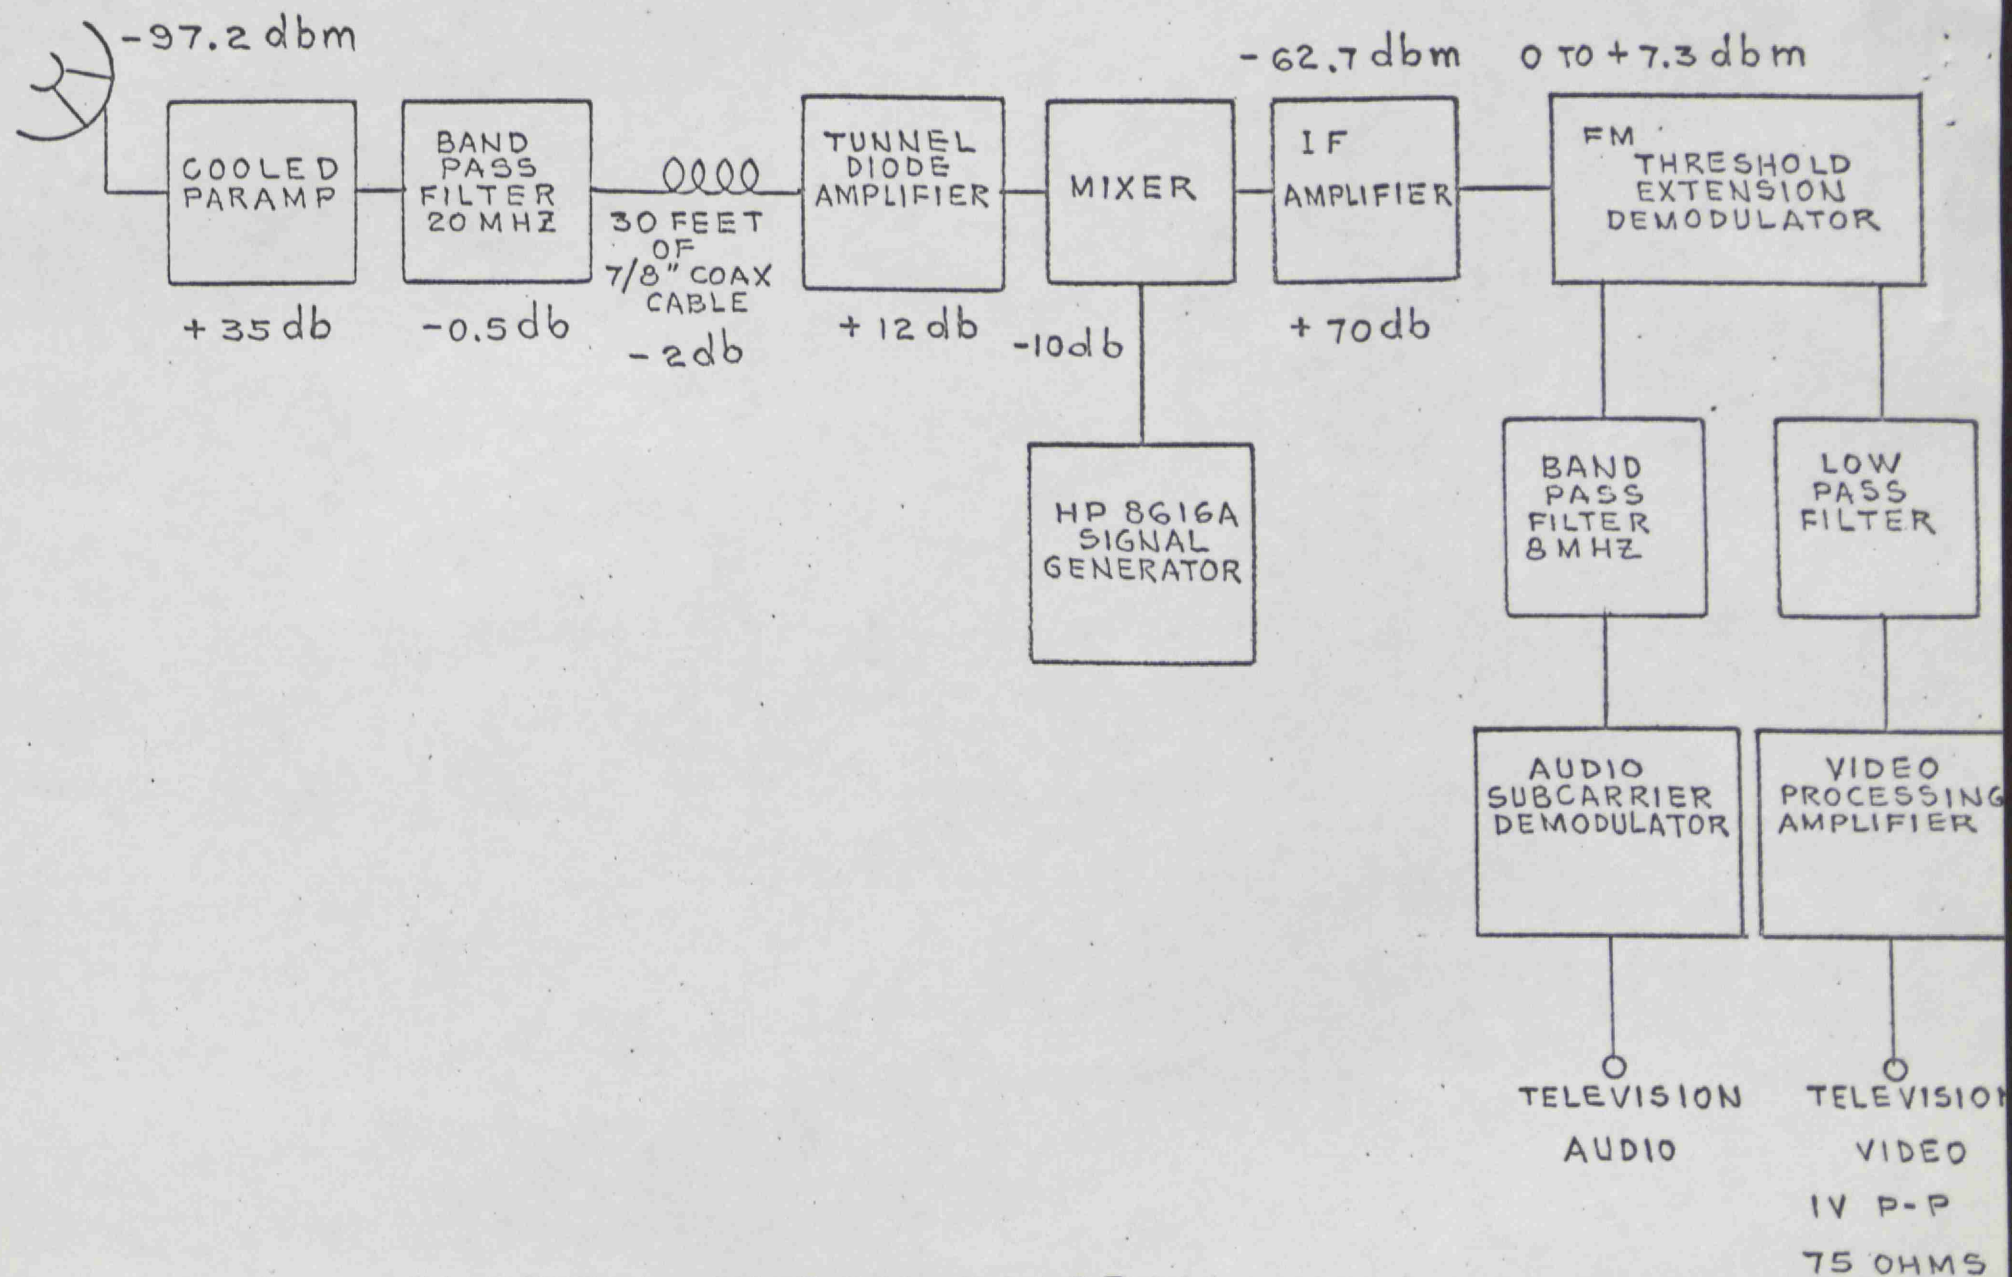 -97.2 dbm
-62.7 dbm
0 TO +7.3 dbm
COOLED
PARAMP
+35 db
BAND
PASS
FILTER
20 MHZ
-0.5 db
30 FEET
OF
7/8" COAX
CABLE
-2 db
TUNNEL
DIODE
AMPLIFIER
+12 db
MIXER
-10 db
IF
AMPLIFIER
+70 db
FM
THRESHOLD
EXTENSION
DEMODULATOR
HP 8616A
SIGNAL
GENERATOR
BAND
PASS
FILTER
8 MHZ
LOW
PASS
FILTER
AUDIO
SUBCARRIER
DEMODULATOR
VIDEO
PROCESSING
AMPLIFIER
TELEVISION
AUDIO
TELEVISION
VIDEO
1V P-P
75 OHMS